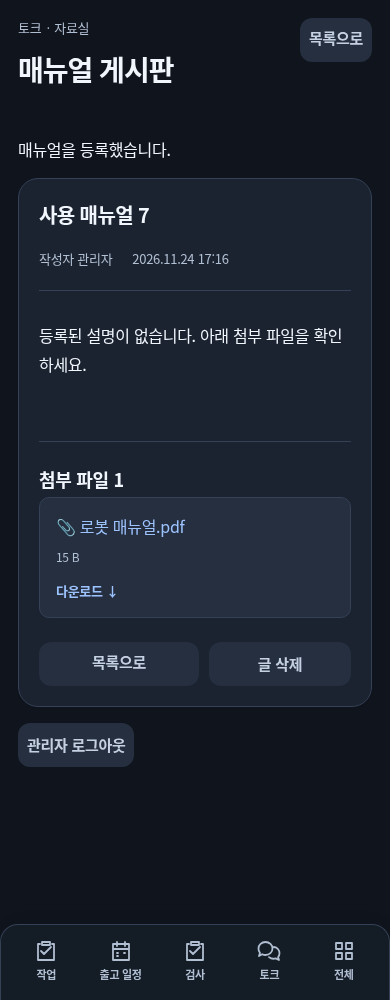 토크 · 자료실
목록으로
매뉴얼 게시판
매뉴얼을 등록했습니다.
사용 매뉴얼 7
작성자 관리자 2026.11.24 17:16
등록된 설명이 없습니다. 아래 첨부 파일을 확인
하세요.
첨부 파일 1
📎 로봇 매뉴얼.pdf
15 B
다운로드 ↓
목록으로 글 삭제
관리자 로그아웃
작업 출고 일정 검사 토크 전체